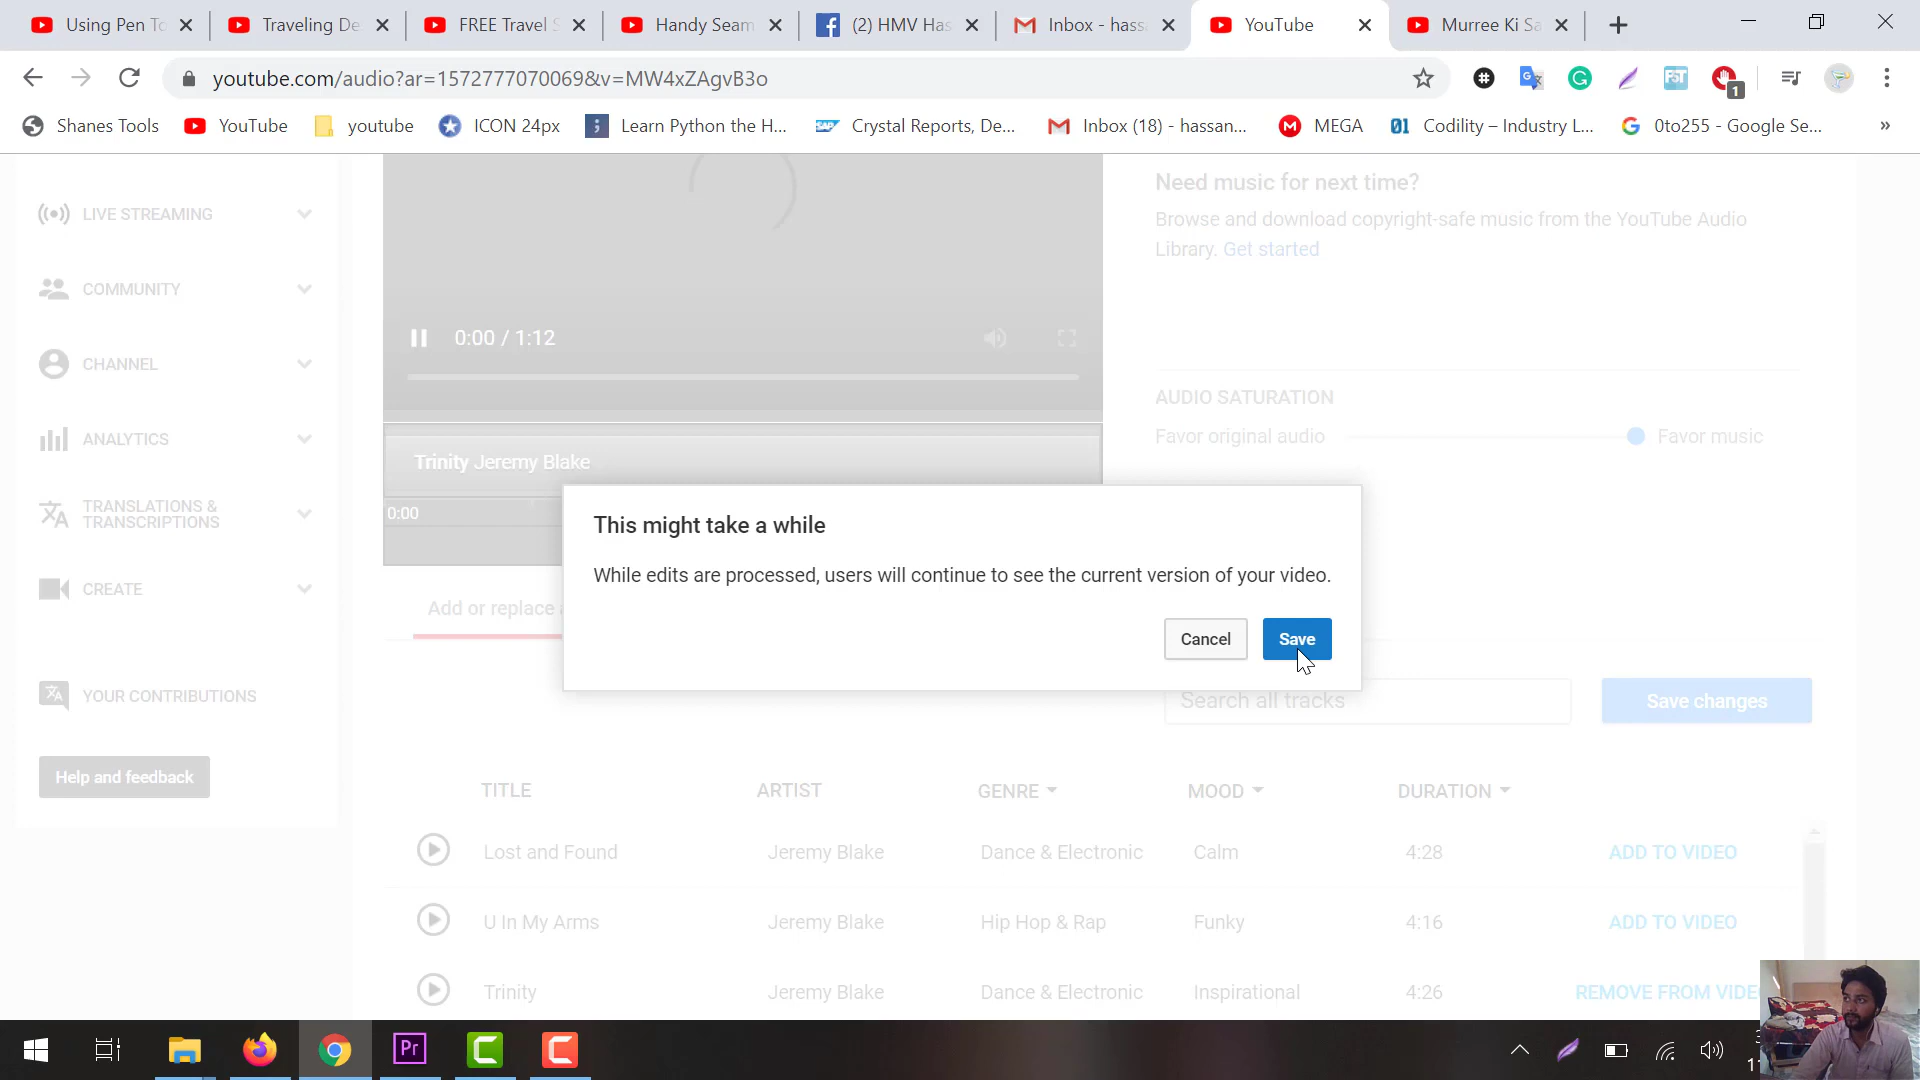 Using Pen To
Traveling De
FREE Travel S
Handy Seam
(2) HMV Has
Inbox - hass
YouTube
Murree Ki Sa
youtube.com/audio?ar=1572777070069&v=MW4xZAgvB3o
1
Shanes Tools
YouTube
youtube
ICON 24px
Learn Python the H...
Crystal Reports, De...
Inbox (18) - hassan...
MEGA
Codility – Industry L...
0to255 - Google Se...
»
LIVE STREAMING
COMMUNITY
CHANNEL
ANALYTICS
TRANSLATIONS &
TRANSCRIPTIONS
CREATE
YOUR CONTRIBUTIONS
Help and feedback
0:00 / 1:12
Trinity Jeremy Blake
0:00
Need music for next time?
Browse and download copyright-safe music from the YouTube Audio
Library. Get started
AUDIO SATURATION
Favor original audio
Favor music
This might take a while
While edits are processed, users will continue to see the current version of your video.
Cancel
Save
Add or replace
Search all tracks
Save changes
TITLE ARTIST GENRE MOOD DURATION
Lost and Found Jeremy Blake Dance & Electronic Calm 4:28 ADD TO VIDEO
U In My Arms Jeremy Blake Hip Hop & Rap Funky 4:16 ADD TO VIDEO
Trinity Jeremy Blake Dance & Electronic Inspirational 4:26 REMOVE FROM VIDE
Pr